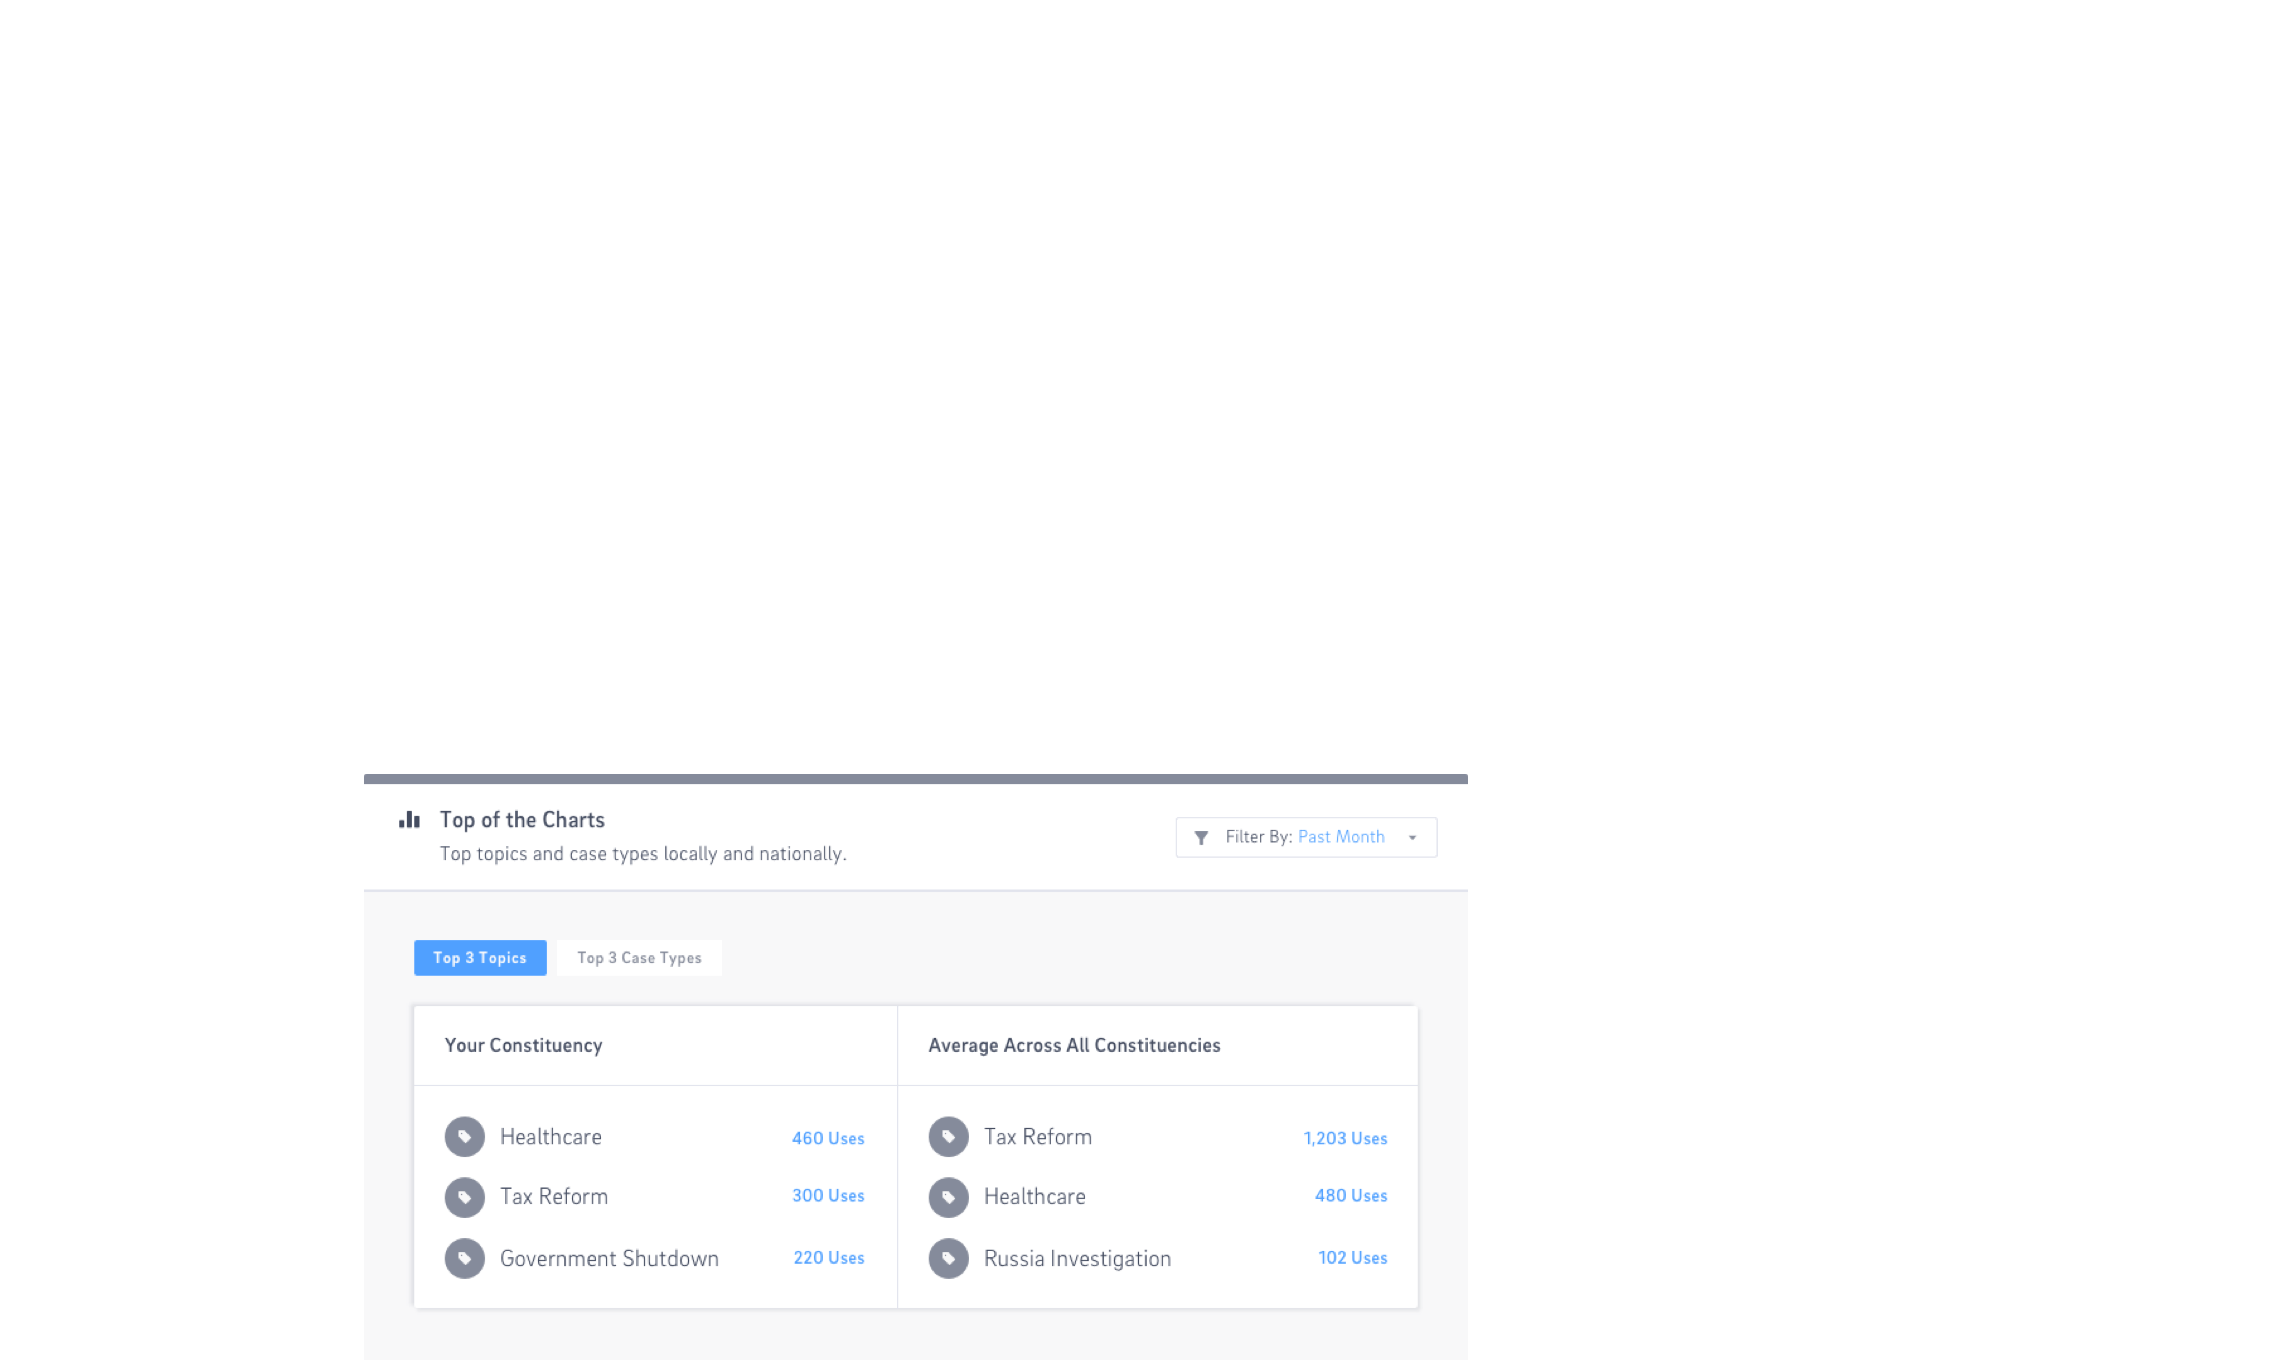 Top of the Charts
Top topics and case types locally and nationally.
Filter By: Past Month
Top 3 Topics
Top 3 Case Types
Your Constituency
Average Across All Constituencies
Healthcare 460 Uses
Tax Reform 300 Uses
Government Shutdown 220 Uses
Tax Reform 1,203 Uses
Healthcare 480 Uses
Russia Investigation 102 Uses